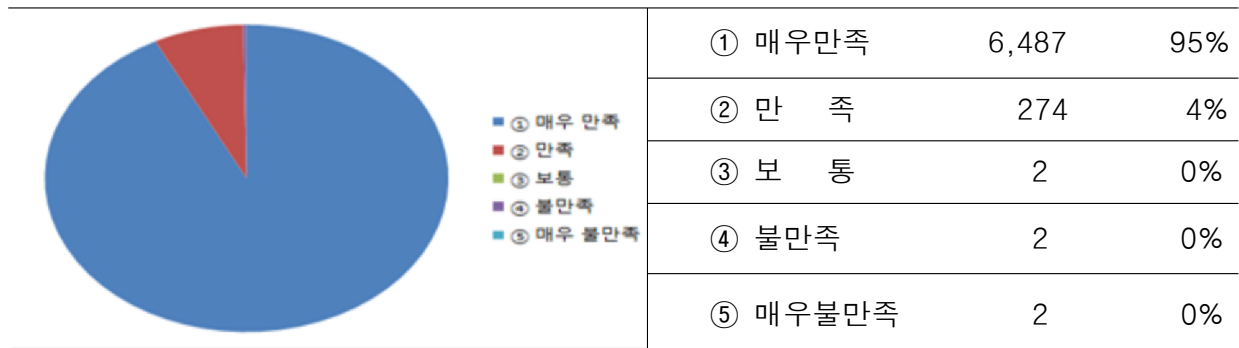 ① 매우 만족
② 만족
③ 보통
④ 불만족
⑤ 매우 불만족
① 매우만족 6,487 95%
② 만 족 274 4%
③ 보 통 2 0%
④ 불만족 2 0%
⑤ 매우불만족 2 0%